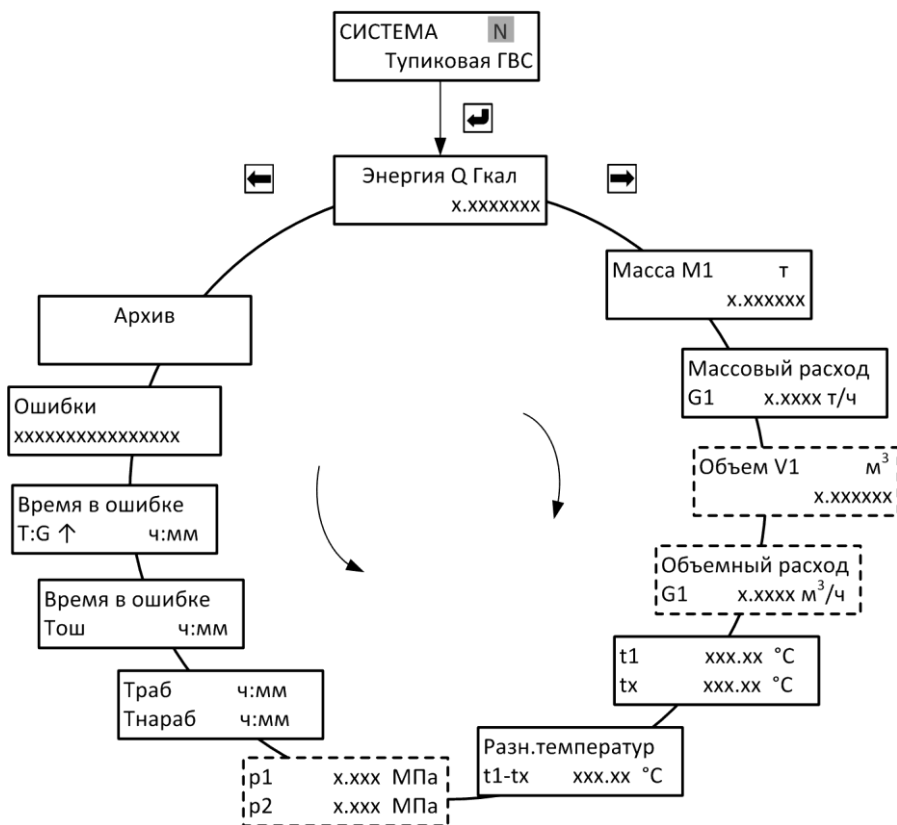 СИСТЕМА N
Тупиковая ГВС
Энергия Q Гкал
x.xxxxxxx
Масса M1 т
x.xxxxxx
Массовый расход
G1 x.xxxx т/ч
Объем V1 м³
x.xxxxxx
Объемный расход
G1 x.xxxx м³/ч
t1 xxx.xx °C
tx xxx.xx °C
Разн.температур
t1-tx xxx.xx °C
p1 x.xxx МПа
p2 x.xxx МПа
Траб ч:мм
Тнараб ч:мм
Время в ошибке
Тош ч:мм
Время в ошибке
T:G ↑ ч:мм
Ошибки
xxxxxxxxxxxxxxxx
Архив